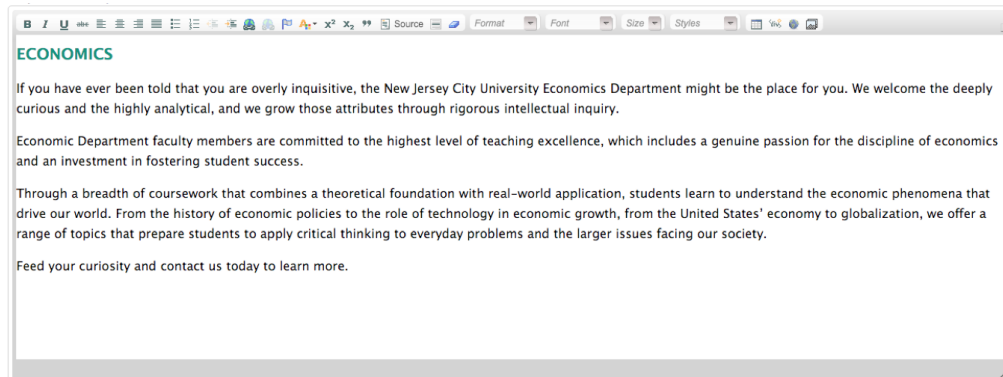 B I U abc x² x₂ Source Format Font Size Styles
ECONOMICS
If you have ever been told that you are overly inquisitive, the New Jersey City University Economics Department might be the place for you. We welcome the deeply
curious and the highly analytical, and we grow those attributes through rigorous intellectual inquiry.
Economic Department faculty members are committed to the highest level of teaching excellence, which includes a genuine passion for the discipline of economics
and an investment in fostering student success.
Through a breadth of coursework that combines a theoretical foundation with real-world application, students learn to understand the economic phenomena that
drive our world. From the history of economic policies to the role of technology in economic growth, from the United States’ economy to globalization, we offer a
range of topics that prepare students to apply critical thinking to everyday problems and the larger issues facing our society.
Feed your curiosity and contact us today to learn more.